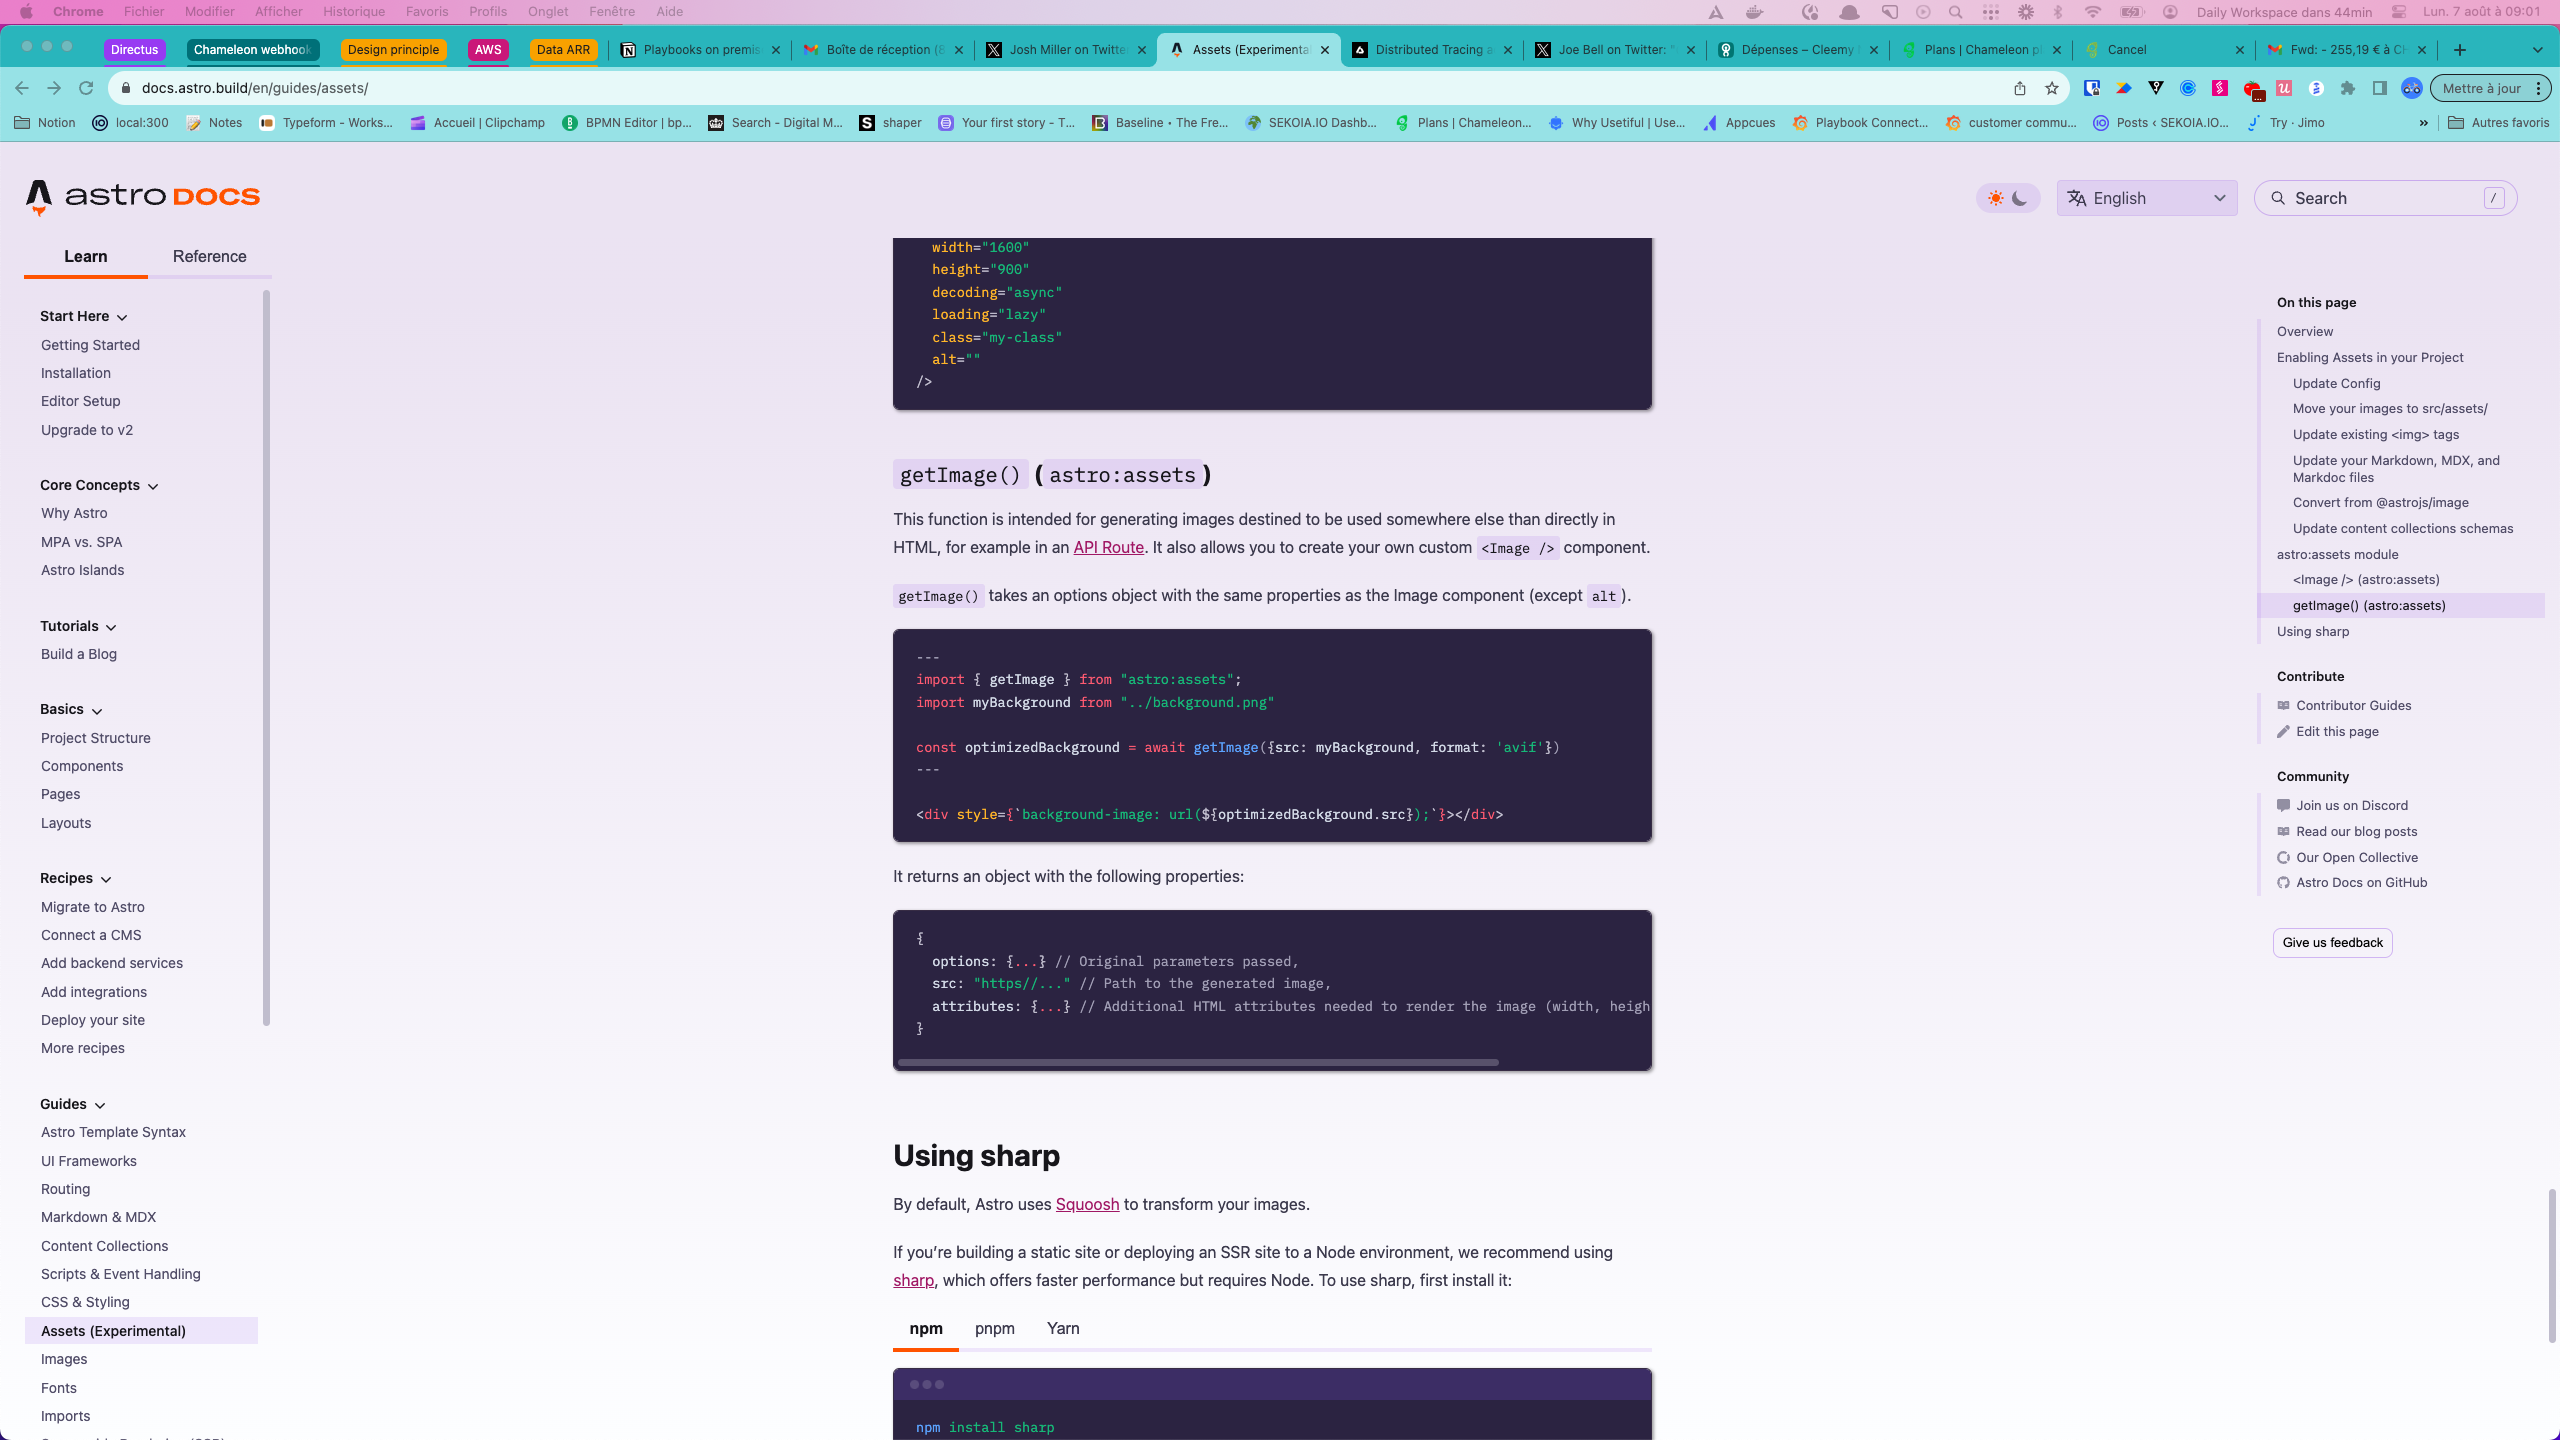 Chrome Fichier Modifier Afficher Historique Favoris Profils Onglet Fenêtre Aide Daily Workspace dans 44min Lun. 7 août à 09:01
Directus Chameleon webhook Design principle AWS Data ARR Playbooks on premis Boîte de réception (8 Josh Miller on Twitte Assets (Experimental Distributed Tracing a Joe Bell on Twitter: " Dépenses – Cleemy Plans | Chameleon p Cancel Fwd: - 255,19 € à CH
docs.astro.build/en/guides/assets/ Mettre à jour
Notion local:300 Notes Typeform - Works... Accueil | Clipchamp BPMN Editor | bp... Search - Digital M... shaper Your first story - T... Baseline • The Fre... SEKOIA.IO Dashb... Plans | Chameleon... Why Usetiful | Use... Appcues Playbook Connect... customer commu... Posts ‹ SEKOIA.IO... Try · Jimo » Autres favoris
astro DOCS
English
Search /
Learn Reference
Start Here
Getting Started
Installation
Editor Setup
Upgrade to v2
Core Concepts
Why Astro
MPA vs. SPA
Astro Islands
Tutorials
Build a Blog
Basics
Project Structure
Components
Pages
Layouts
Recipes
Migrate to Astro
Connect a CMS
Add backend services
Add integrations
Deploy your site
More recipes
Guides
Astro Template Syntax
UI Frameworks
Routing
Markdown & MDX
Content Collections
Scripts & Event Handling
CSS & Styling
Assets (Experimental)
Images
Fonts
Imports
width="1600"
height="900"
decoding="async"
loading="lazy"
class="my-class"
alt=""
/>
getImage() (astro:assets)
This function is intended for generating images destined to be used somewhere else than directly in
HTML, for example in an API Route. It also allows you to create your own custom <Image /> component.
getImage() takes an options object with the same properties as the Image component (except alt).
---
import { getImage } from "astro:assets";
import myBackground from "../background.png"
const optimizedBackground = await getImage({src: myBackground, format: 'avif'})
---
<div style={`background-image: url(${optimizedBackground.src});`}></div>
It returns an object with the following properties:
{
options: {...} // Original parameters passed,
src: "https//..." // Path to the generated image,
attributes: {...} // Additional HTML attributes needed to render the image (width, heigh
}
Using sharp
By default, Astro uses Squoosh to transform your images.
If you’re building a static site or deploying an SSR site to a Node environment, we recommend using
sharp, which offers faster performance but requires Node. To use sharp, first install it:
npm pnpm Yarn
npm install sharp
On this page
Overview
Enabling Assets in your Project
Update Config
Move your images to src/assets/
Update existing <img> tags
Update your Markdown, MDX, and
Markdoc files
Convert from @astrojs/image
Update content collections schemas
astro:assets module
<Image /> (astro:assets)
getImage() (astro:assets)
Using sharp
Contribute
Contributor Guides
Edit this page
Community
Join us on Discord
Read our blog posts
Our Open Collective
Astro Docs on GitHub
Give us feedback